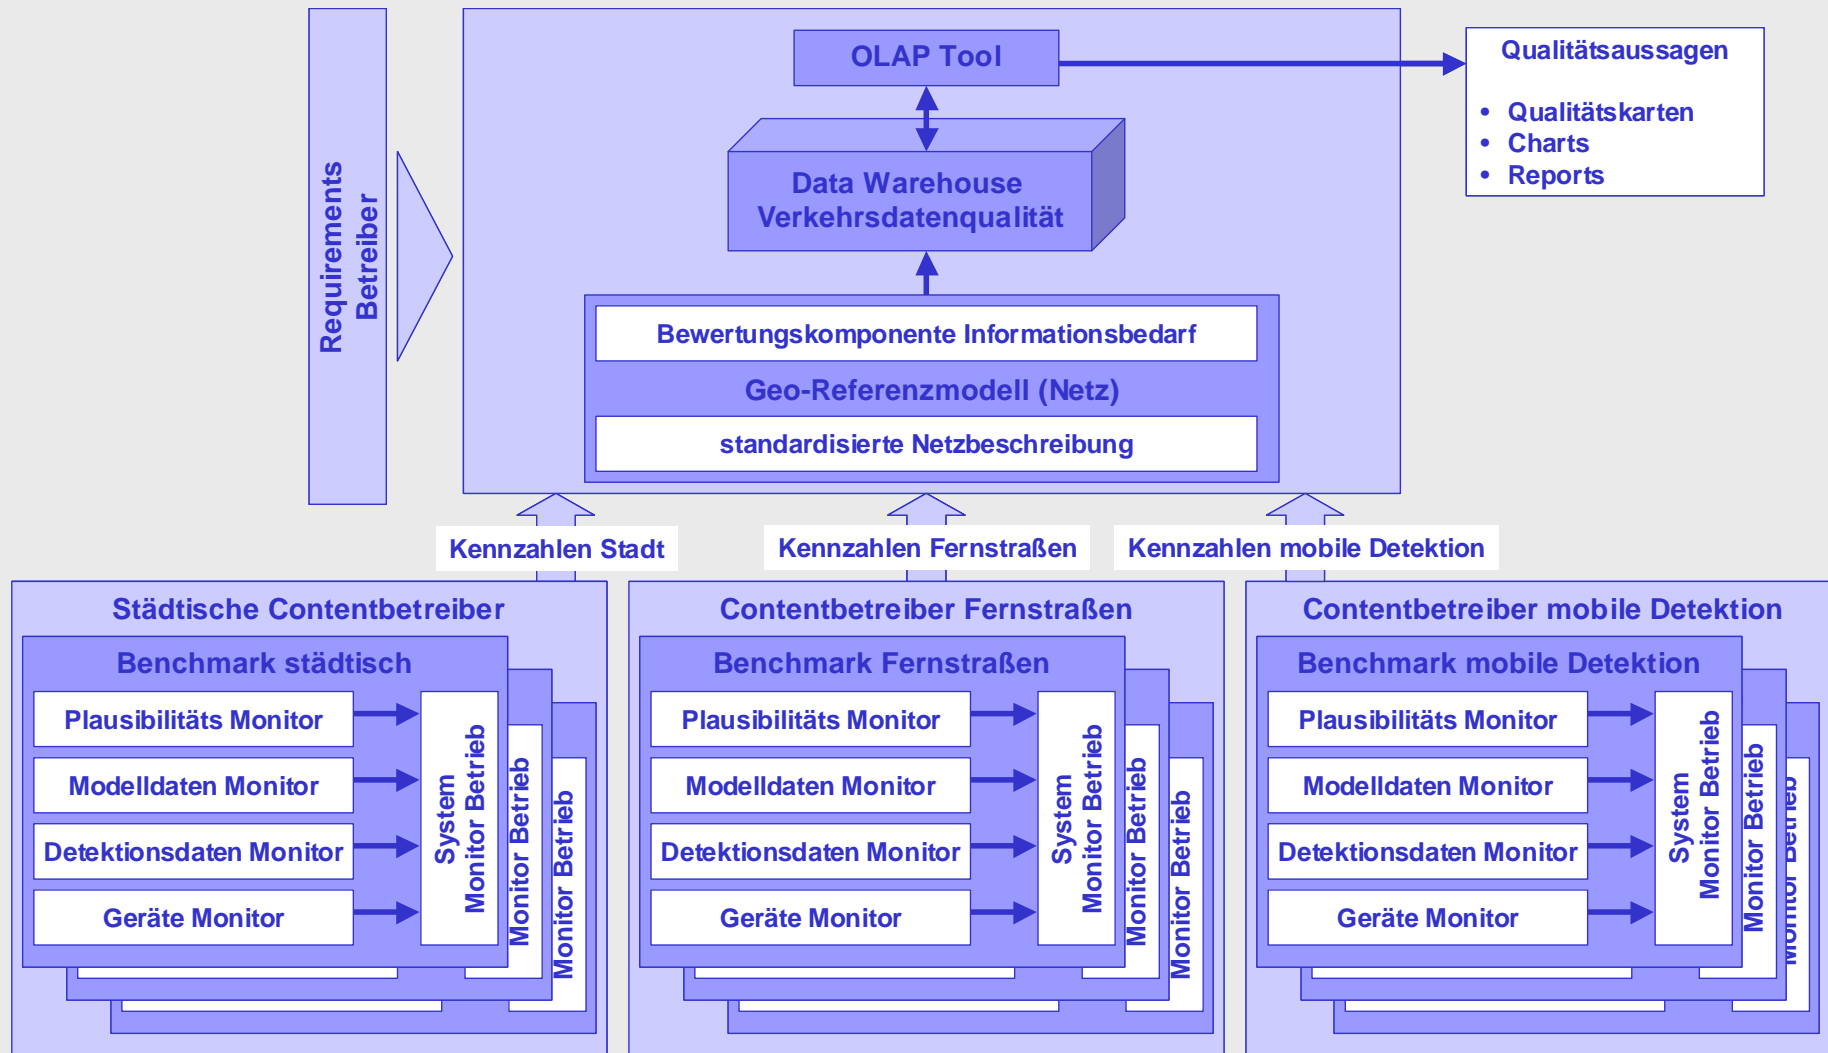 OLAP Tool
Qualitätsaussagen
• Qualitätskarten
• Charts
• Reports
Requirements
Betreiber
Data Warehouse
Verkehrsdatenqualität
Bewertungskomponente Informationsbedarf
Geo-Referenzmodell (Netz)
standardisierte Netzbeschreibung
Kennzahlen Stadt
Kennzahlen Fernstraßen
Kennzahlen mobile Detektion
Städtische Contentbetreiber
Benchmark städtisch
Plausibilitäts Monitor
Modelldaten Monitor
Detektionsdaten Monitor
Geräte Monitor
System
Monitor Betrieb
Monitor Betrieb
Monitor Betrieb
Contentbetreiber Fernstraßen
Benchmark Fernstraßen
Plausibilitäts Monitor
Modelldaten Monitor
Detektionsdaten Monitor
Geräte Monitor
System
Monitor Betrieb
Monitor Betrieb
Monitor Betrieb
Contentbetreiber mobile Detektion
Benchmark mobile Detektion
Plausibilitäts Monitor
Modelldaten Monitor
Detektionsdaten Monitor
Geräte Monitor
System
Monitor Betrieb
Monitor Betrieb
Monitor Betrieb